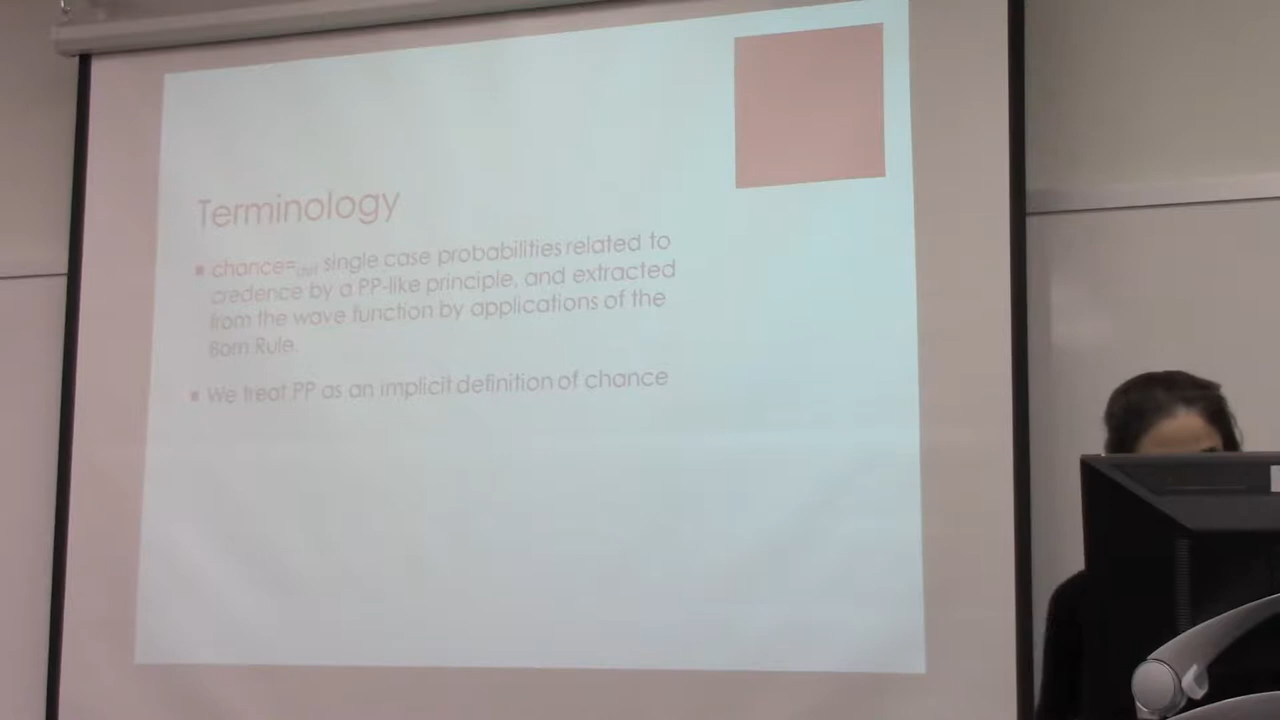 Terminology
▪ chance=def single case probabilities related to
credence by a PP-like principle, and extracted
from the wave function by applications of the
Born Rule.
▪ We treat PP as an implicit definition of chance